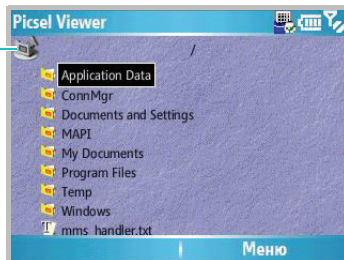 Picsel Viewer
/
Application Data
ConnMgr
Documents and Settings
MAPI
My Documents
Program Files
Temp
Windows
mms_handler.txt
Меню